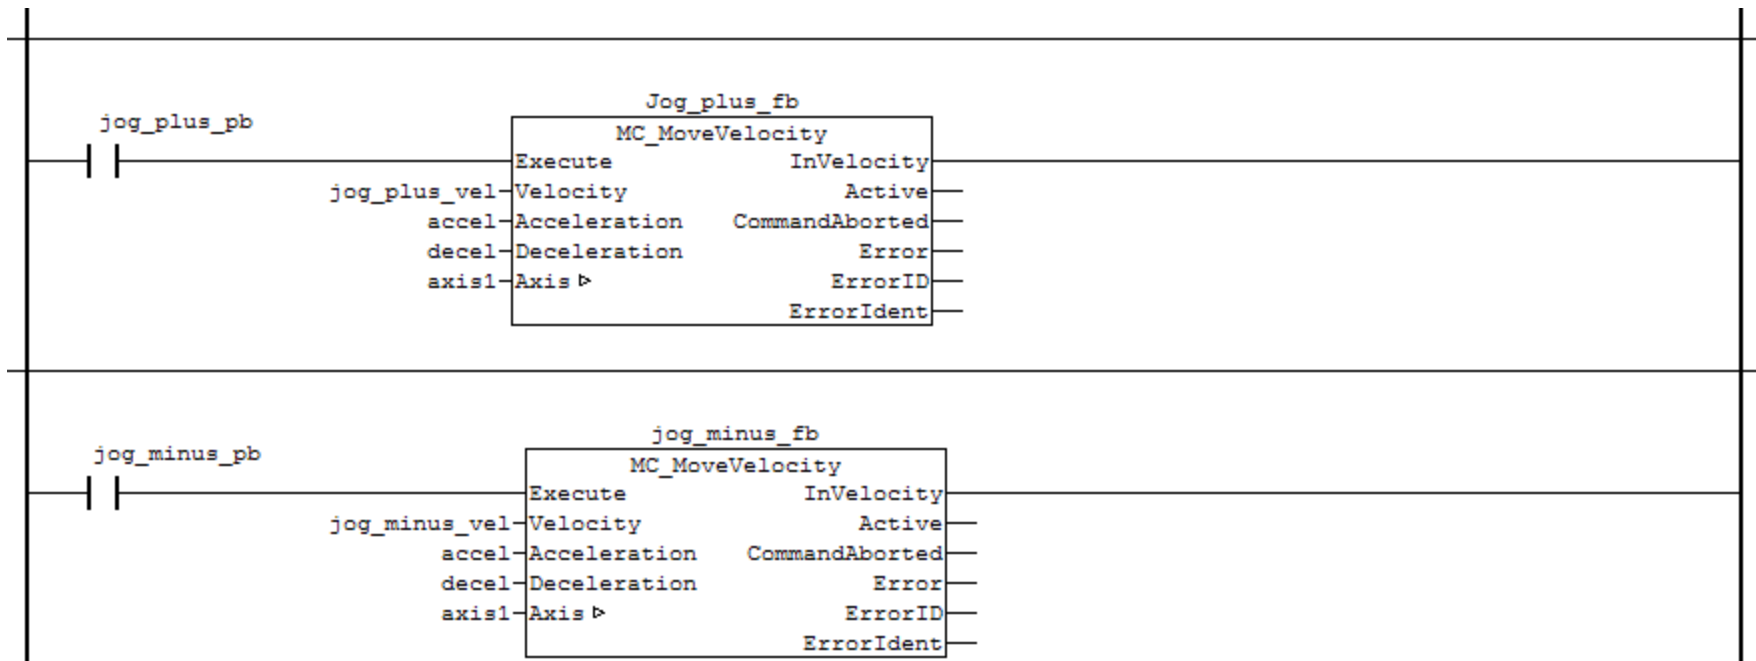 Jog_plus_fb
jog_plus_pb
MC_MoveVelocity
Execute InVelocity
jog_plus_vel Velocity Active
accel Acceleration CommandAborted
decel Deceleration Error
axis1 Axis ErrorID
ErrorIdent
jog_minus_fb
jog_minus_pb
MC_MoveVelocity
Execute InVelocity
jog_minus_vel Velocity Active
accel Acceleration CommandAborted
decel Deceleration Error
axis1 Axis ErrorID
ErrorIdent